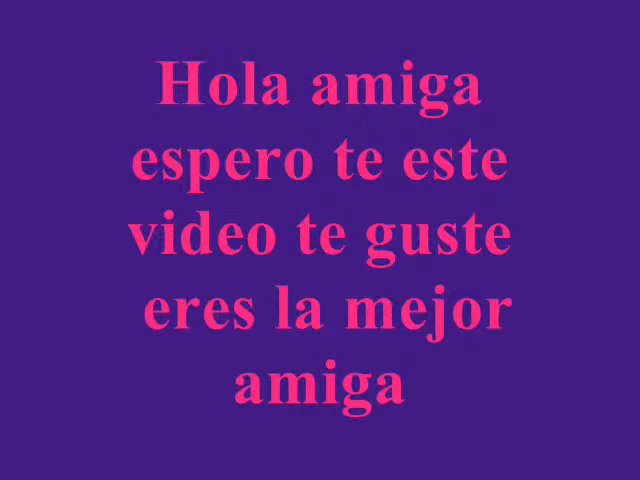 Hola amiga
espero te este
video te guste
eres la mejor
amiga